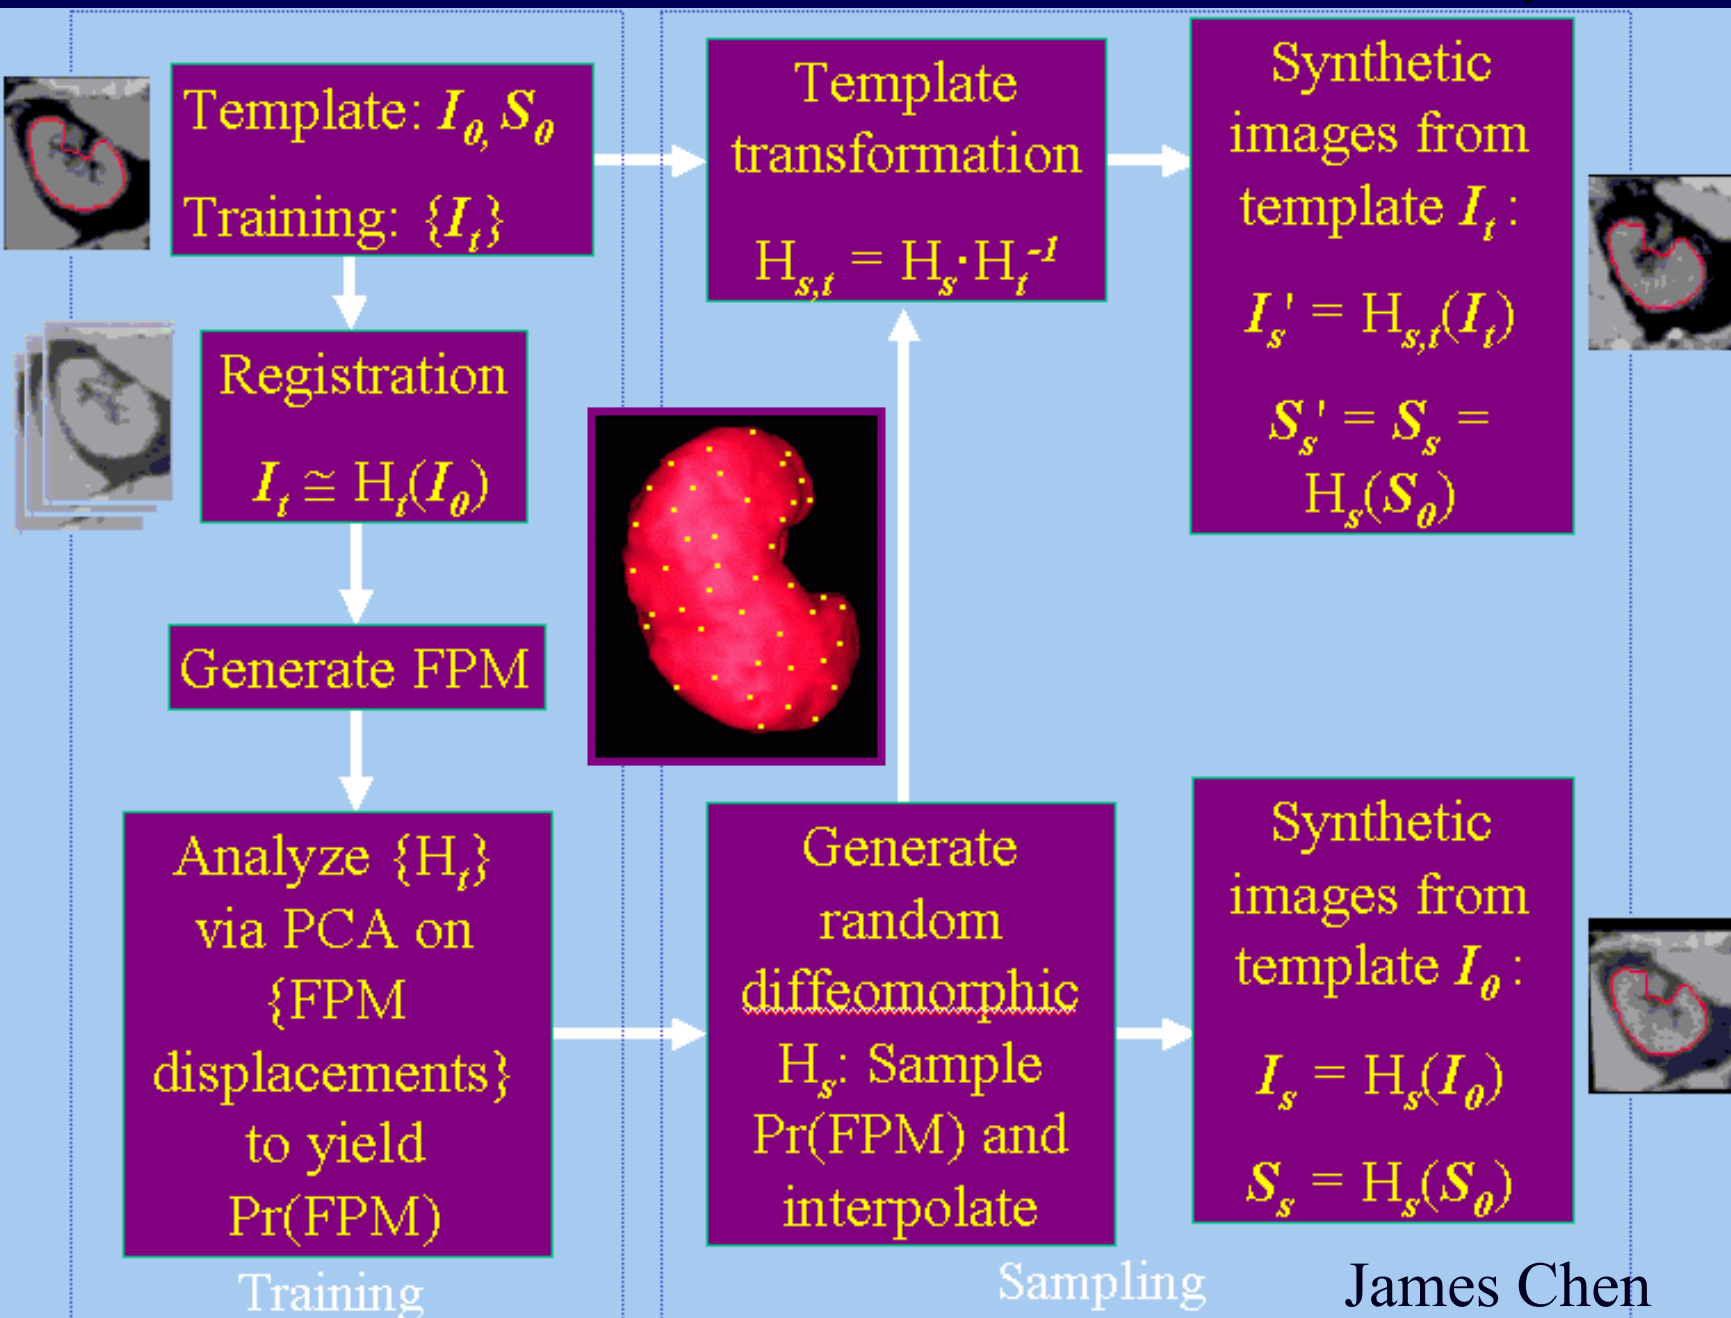 Template: I₀, S₀
Training: {Iₜ}
Registration
Iₜ ≅ Hₜ(I₀)
Generate FPM
Analyze {Hₜ}
via PCA on
{FPM
displacements}
to yield
Pr(FPM)
Training
Template
transformation
Hₛ,ₜ = Hₛ·Hₜ⁻¹
Generate
random
diffeomorphic
Hₛ: Sample
Pr(FPM) and
interpolate
Synthetic
images from
template Iₜ:
Iₛ' = Hₛ,ₜ(Iₜ)
Sₛ' = Sₛ =
Hₛ(S₀)
Synthetic
images from
template I₀:
Iₛ = Hₛ(I₀)
Sₛ = Hₛ(S₀)
Sampling
James Chen